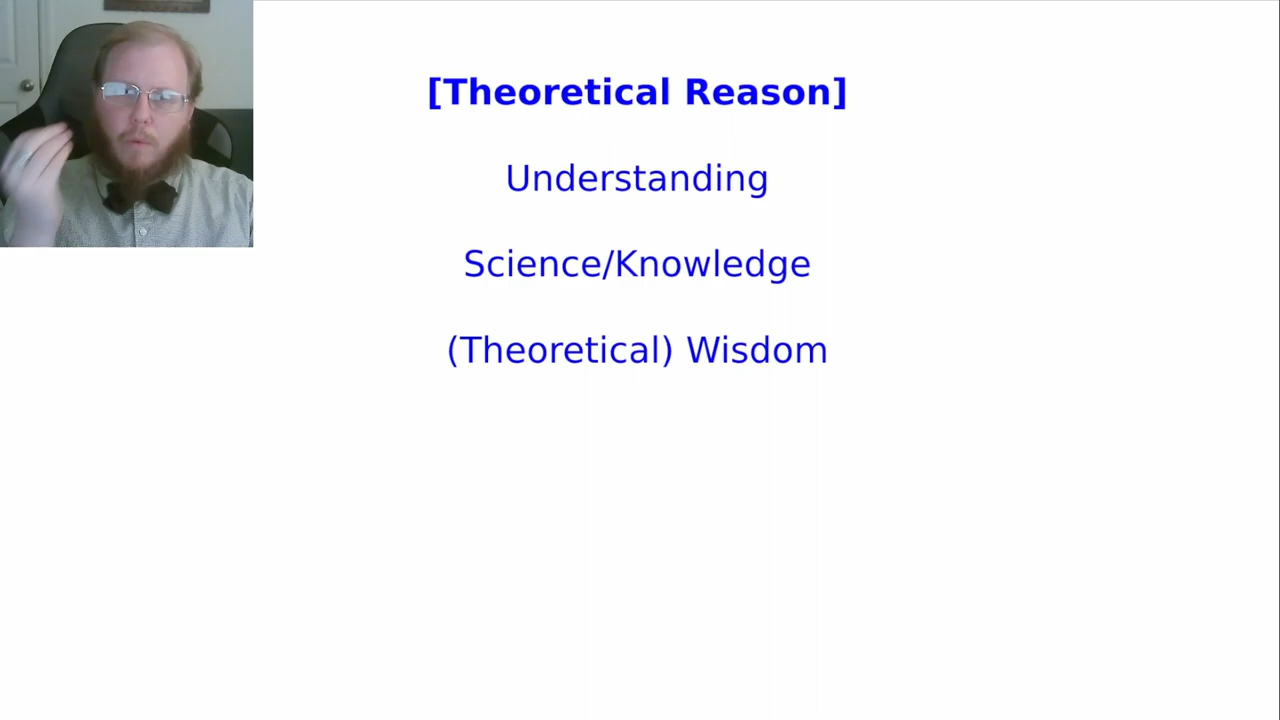 [Theoretical Reason]
Understanding
Science/Knowledge
(Theoretical) Wisdom